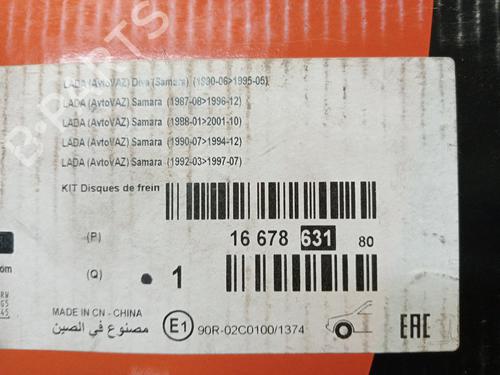 LADA (AvtoVAZ) Diva (Samara) (1990-06>1995-05)
LADA (AvtoVAZ) Samara (1987-08>1996-12)
LADA (AvtoVAZ) Samara (1988-01>2001-10)
LADA (AvtoVAZ) Samara (1990-07>1994-12)
LADA (AvtoVAZ) Samara (1992-03>1997-07)
KIT Disques de frein
(P) 16 678 631 80
om
(Q) 1
MADE IN CN - CHINA
مصنوع في الصين
E1 90R-02C0100/1374
EAC
B-PARTS